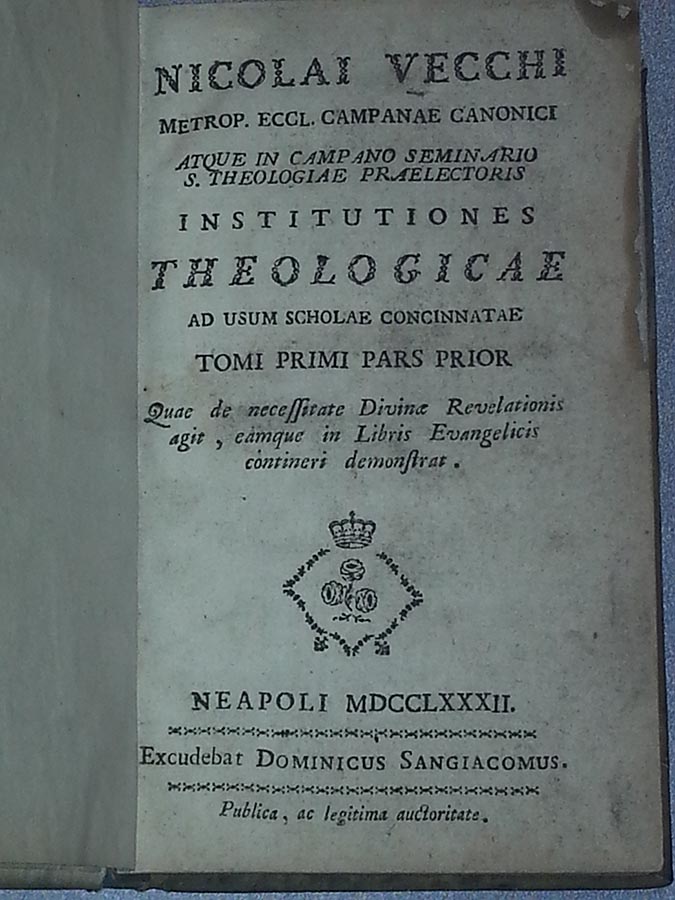 NICOLAI VECCHI
METROP. ECCL. CAMPANAE CANONICI
ATQUE IN CAMPANO SEMINARIO
S. THEOLOGIAE PRAELECTORIS
INSTITUTIONES
THEOLOGICAE
AD USUM SCHOLAE CONCINNATAE
TOMI PRIMI PARS PRIOR
Quae de neceſſitate Divinæ Revelationis
agit , eàmque in Libris Evangelicis
contineri demonſtrat .
NEAPOLI MDCCLXXXII.
Excudebat DOMINICUS SANGIACOMUS.
Publica, ac legitima auctoritate.